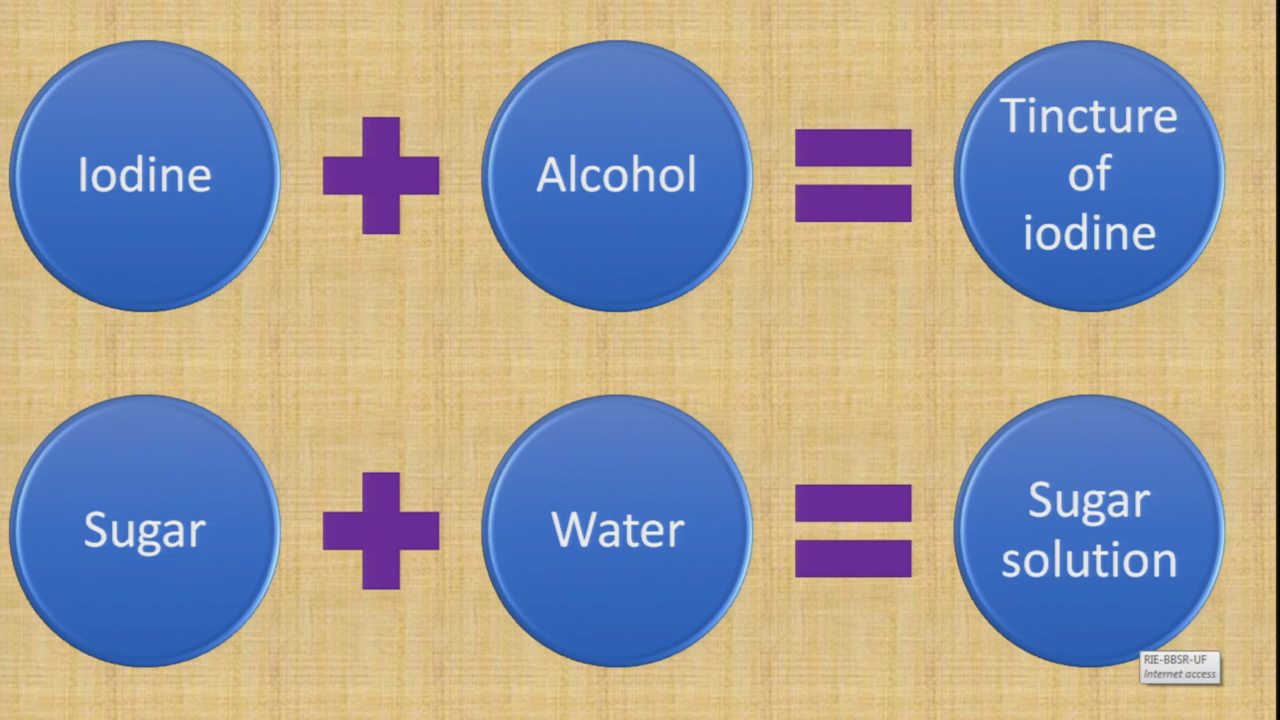 Iodine
Alcohol
Tincture
of
iodine
Sugar
Water
Sugar
solution
RIE-BBSR-UF
Internet access